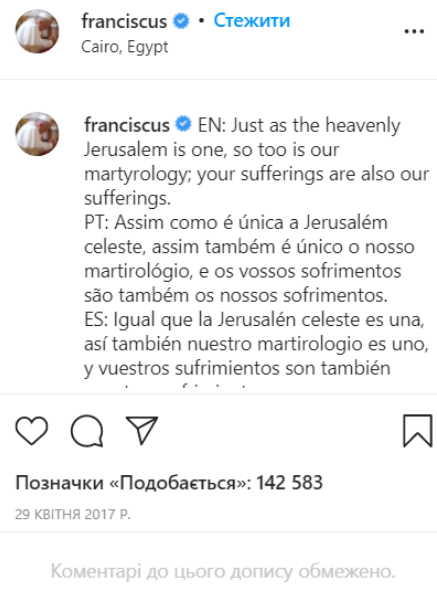 franciscus • Стежити
Cairo, Egypt
franciscus EN: Just as the heavenly
Jerusalem is one, so too is our
martyrology; your sufferings are also our
sufferings.
PT: Assim como é única a Jerusalém
celeste, assim também é único o nosso
martirológio, e os vossos sofrimentos
são também os nossos sofrimentos.
ES: Igual que la Jerusalén celeste es una,
así también nuestro martirologio es uno,
y vuestros sufrimientos son también
Позначки «Подобається»: 142 583
29 КВІТНЯ 2017 Р.
Коментарі до цього допису обмежено.